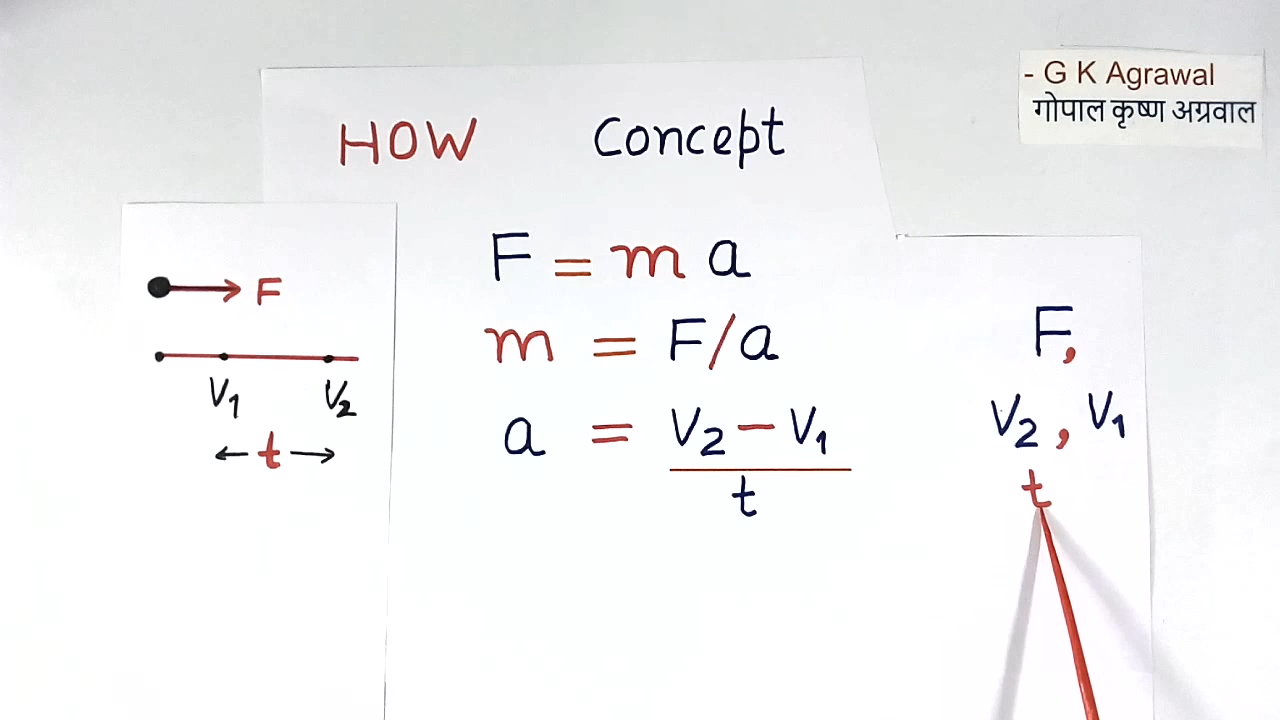 - G K Agrawal
गोपाल कृष्ण अग्रवाल
HOW Concept
F
V₁ V₂
← t →
F = m a
m = F/a
a = V₂ - V₁
t
F,
V₂, V₁
t